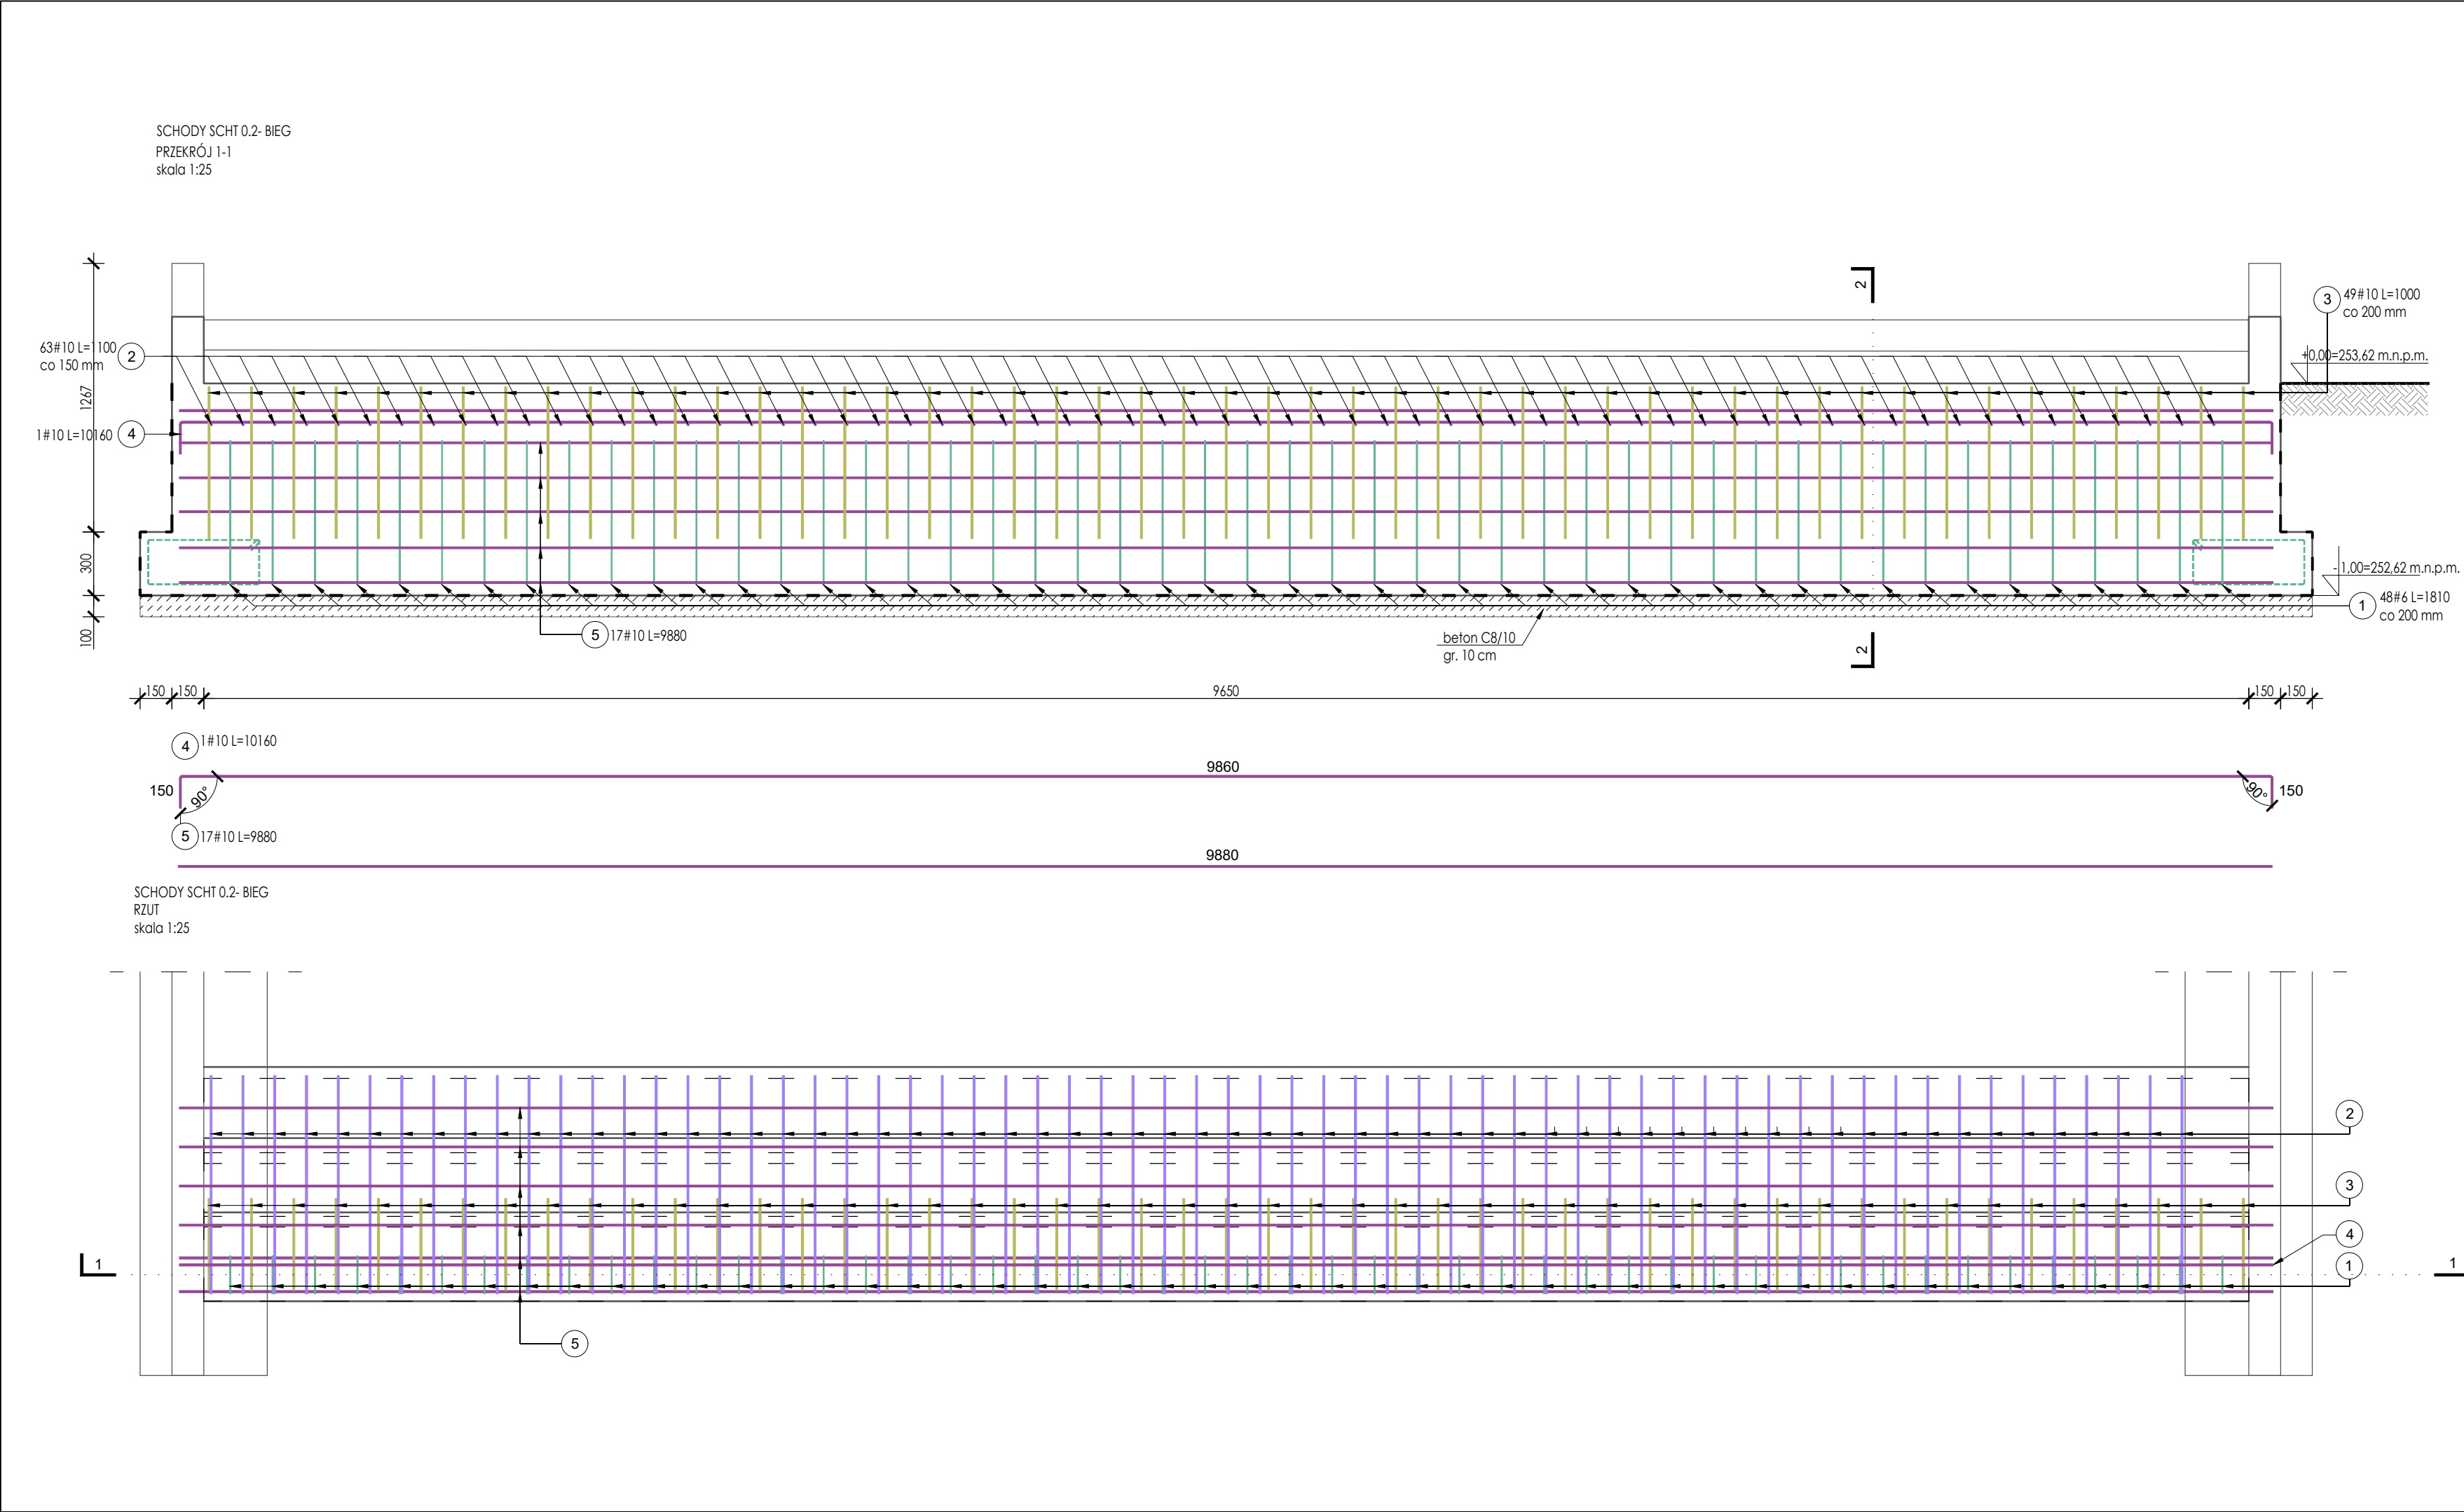 SCHODY SCHT 0.2- BIEG
PRZEKRÓJ 1-1
skala 1:25
2
3
49#10 L=1000
co 200 mm
63#10 L=1100
co 150 mm
2
+0,00=253,62 m.n.p.m.
1267
1#10 L=10160
4
300
-1,00=252,62 m.n.p.m.
1
48#6 L=1810
co 200 mm
100
5
17#10 L=9880
beton C8/10
gr. 10 cm
2
150
150
9650
150
150
4
1#10 L=10160
9860
150
90°
90°
150
5
17#10 L=9880
9880
SCHODY SCHT 0.2- BIEG
RZUT
skala 1:25
2
3
4
1
1
1
5